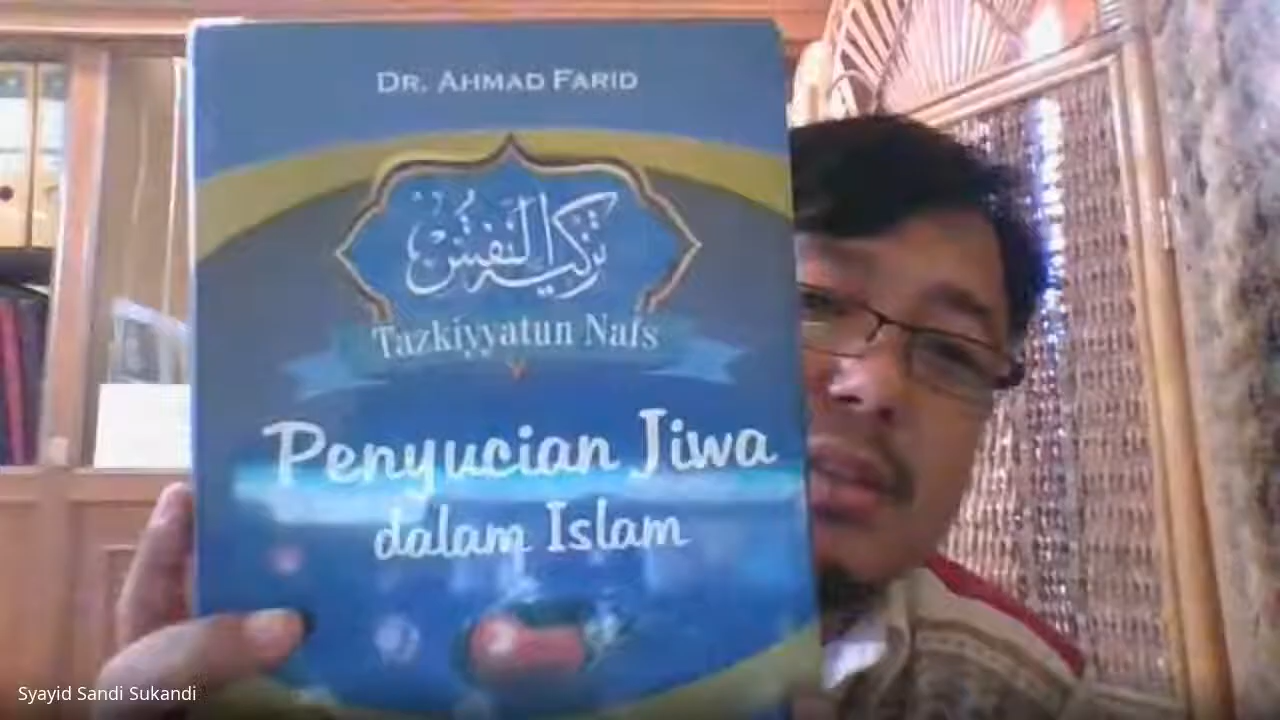 DR. AHMAD FARID
تزكية النفس
Tazkiyyatun Nafs
Penyucian Jiwa
dalam Islam
Syayid Sandi Sukandi